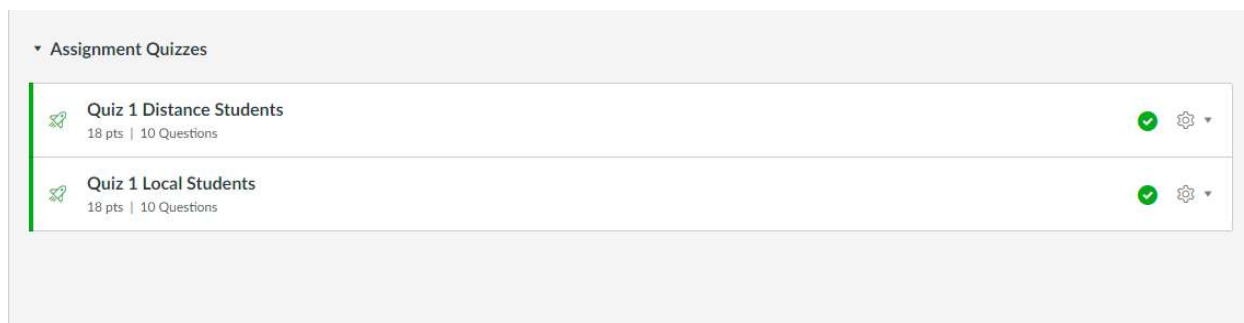 Assignment Quizzes
Quiz 1 Distance Students
18 pts | 10 Questions
Quiz 1 Local Students
18 pts | 10 Questions